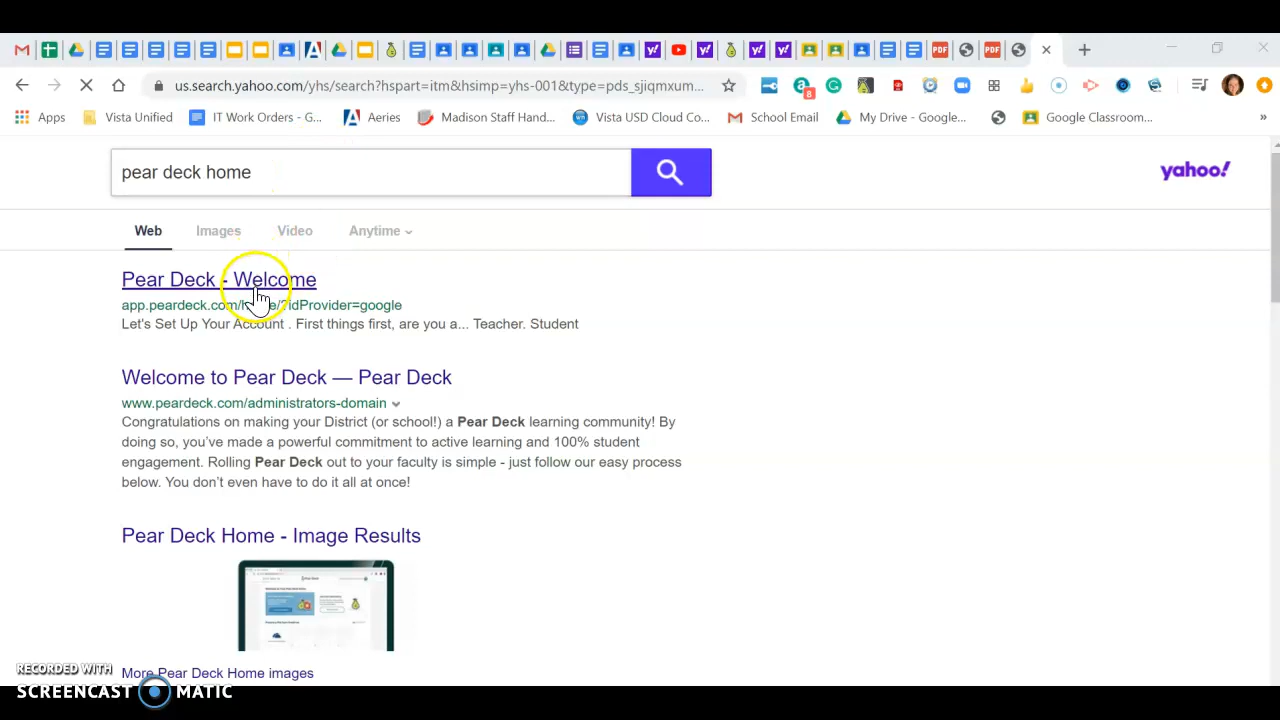 us.search.yahoo.com/yhs/search?hspart=itm&hsimp=yhs-001&type=pds_sjiqmxum...
8
Apps
Vista Unified
IT Work Orders - G...
Aeries
Madison Staff Hand...
Vista USD Cloud Co...
School Email
My Drive - Google...
Google Classroom...
pear deck home
yahoo!
Web
Images
Video
Anytime
Pear Deck - Welcome
app.peardeck.com/home/?idProvider=google
Let's Set Up Your Account . First things first, are you a... Teacher. Student
Welcome to Pear Deck — Pear Deck
www.peardeck.com/administrators-domain
Congratulations on making your District (or school!) a Pear Deck learning community! By
doing so, you've made a powerful commitment to active learning and 100% student
engagement. Rolling Pear Deck out to your faculty is simple - just follow our easy process
below. You don't even have to do it all at once!
Pear Deck Home - Image Results
More Pear Deck Home images
RECORDED WITH
SCREENCAST MATIC